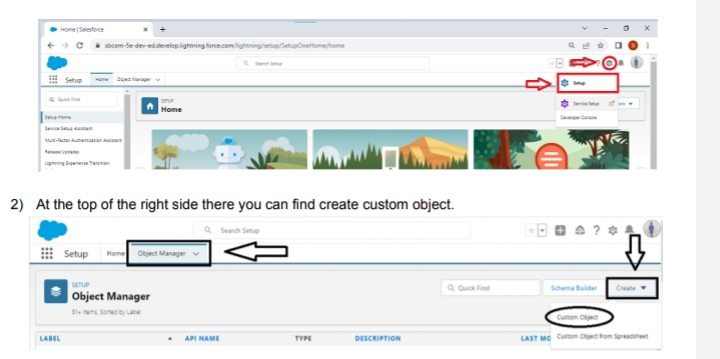 Home | Salesforce
sbcom-5e-dev-ed.develop.lightning.force.com/lightning/setup/SetupOneHome/home
Search Setup
Setup Home Object Manager
Setup
Quick Find
SETUP
Home
Service Setup
Developer Console
Setup Home
Service Setup Assistant
Multi-Factor Authentication Assistant
Release Updates
Lightning Experience Transition
2) At the top of the right side there you can find create custom object.
Search Setup
Setup Home Object Manager
SETUP
Object Manager
51+ Items, Sorted by Label
Quick Find
Schema Builder
Create
Custom Object
Custom Object from Spreadsheet
LABEL API NAME TYPE DESCRIPTION LAST MO